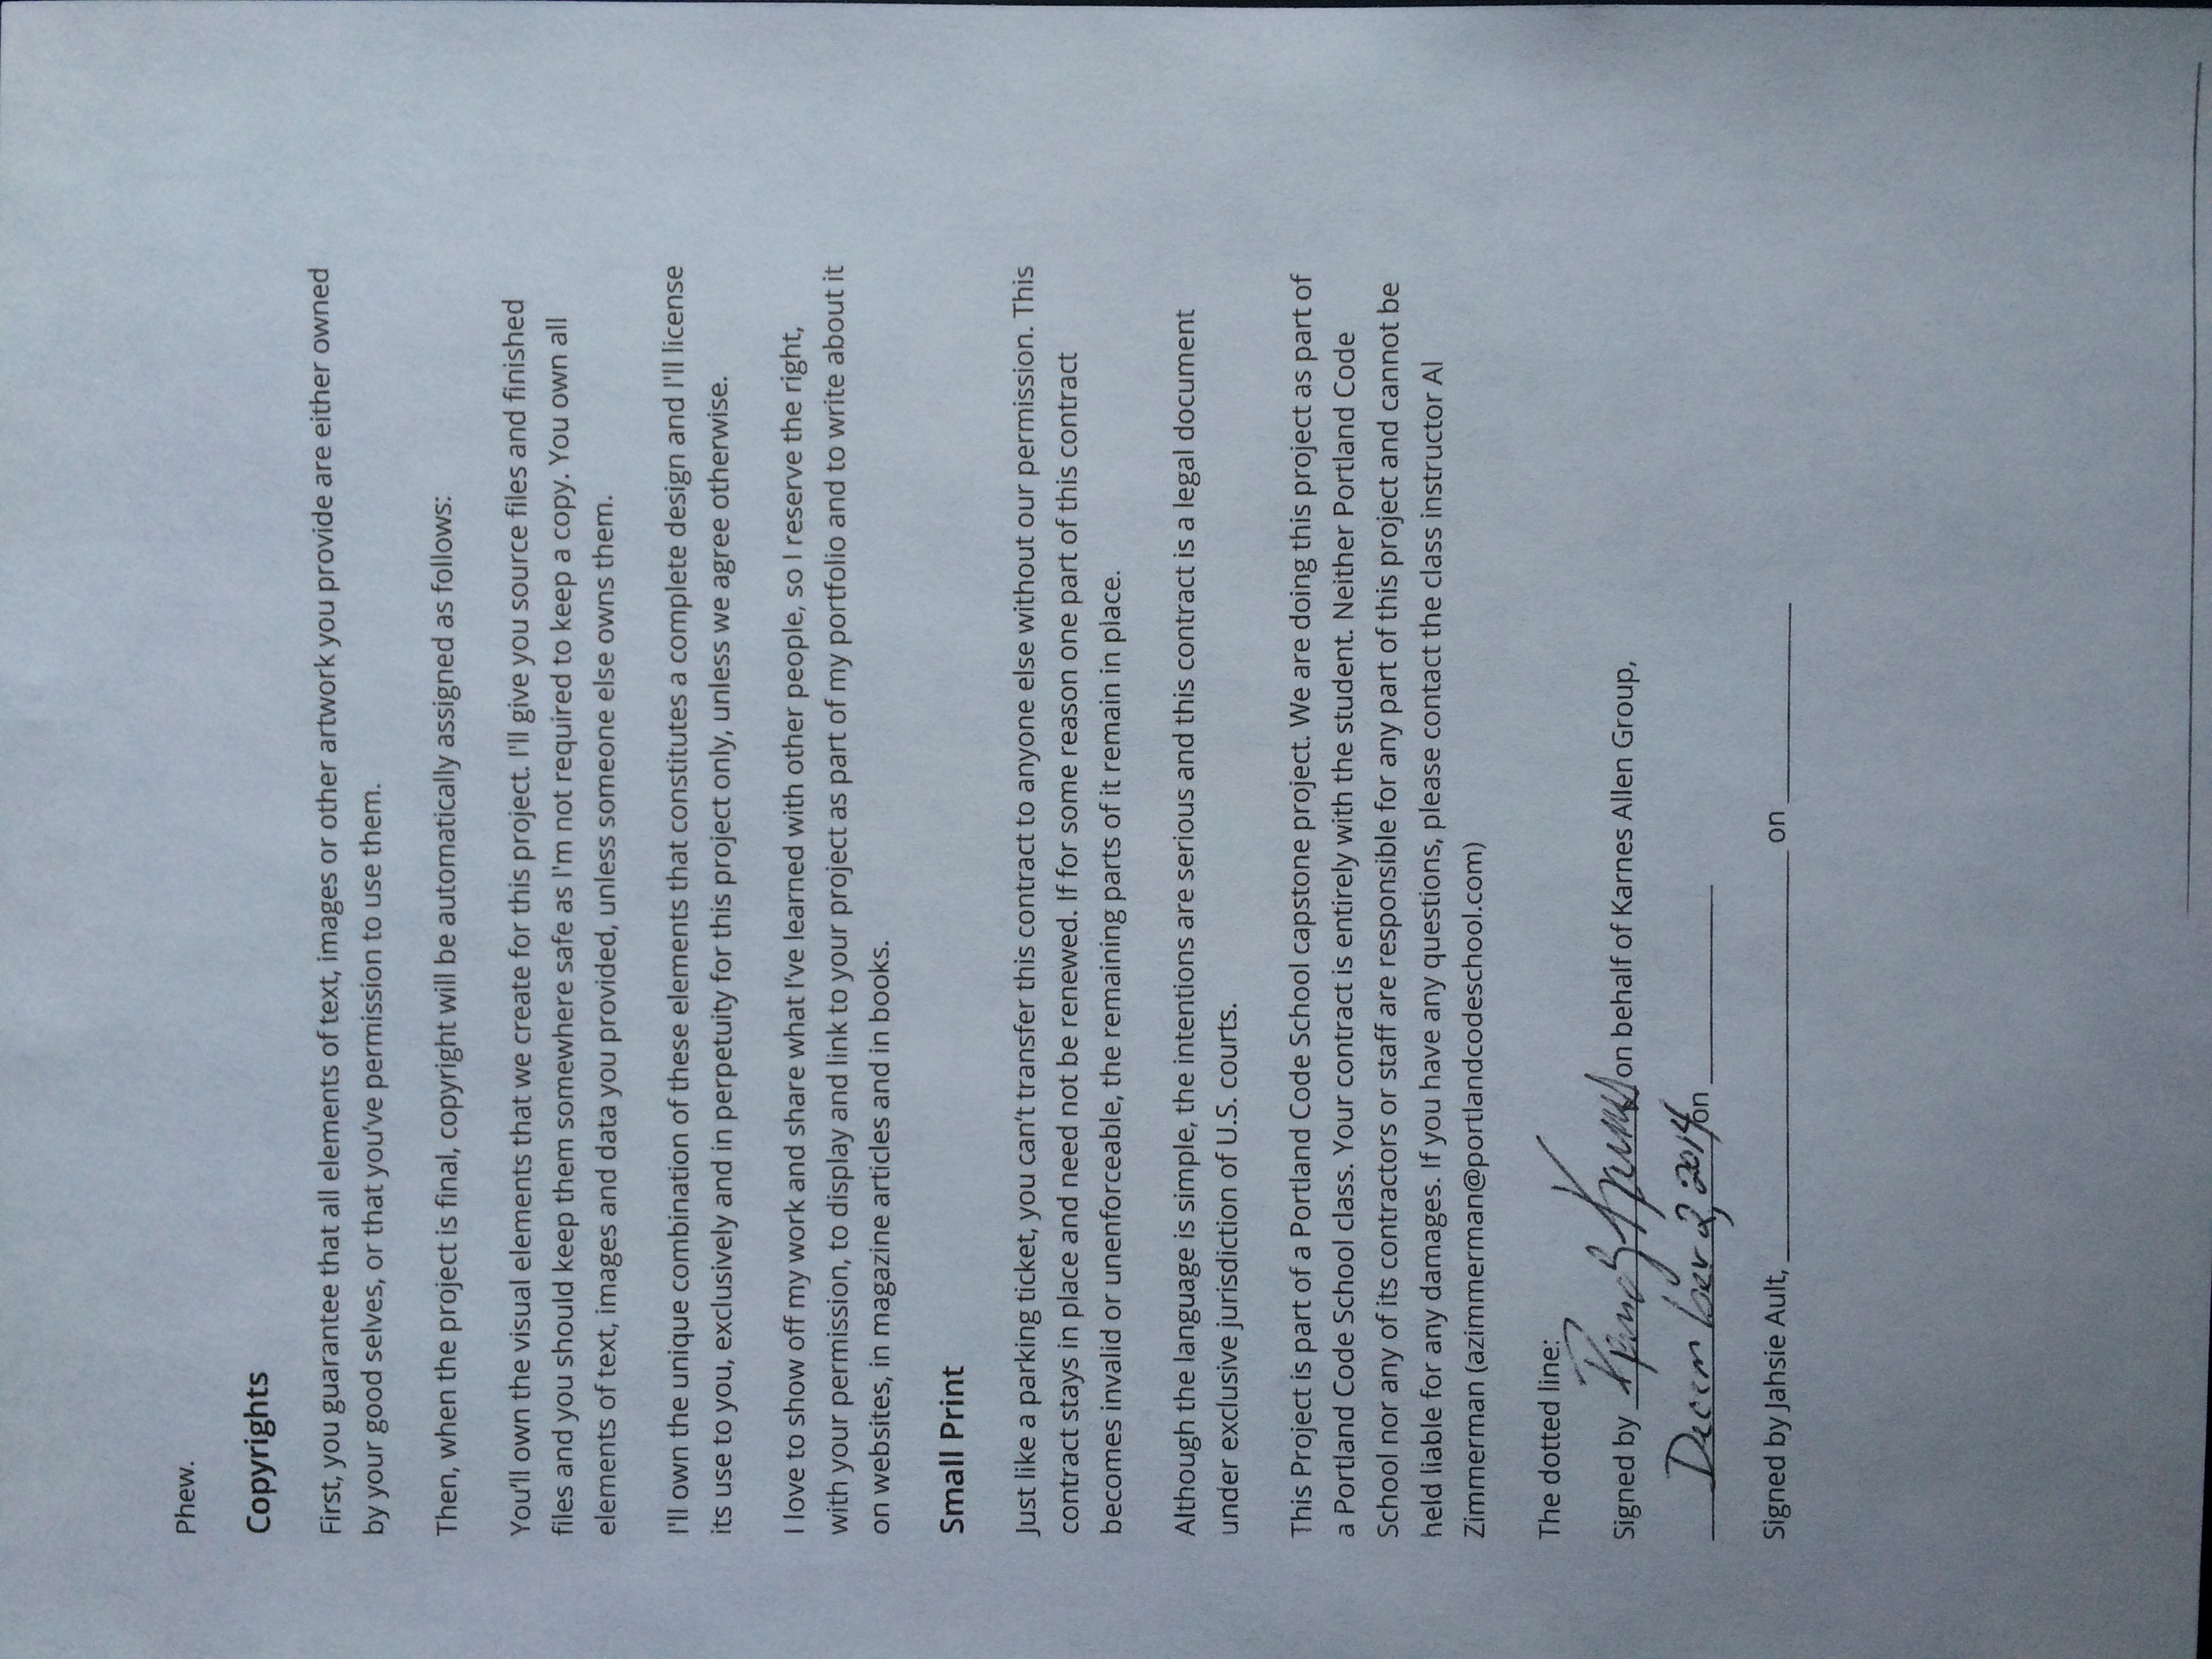 Phew.
Copyrights
First, you guarantee that all elements of text, images or other artwork you provide are either owned
by your good selves, or that you've permission to use them.
Then, when the project is final, copyright will be automatically assigned as follows:
You'll own the visual elements that we create for this project. I'll give you source files and finished
files and you should keep them somewhere safe as I'm not required to keep a copy. You own all
elements of text, images and data you provided, unless someone else owns them.
I'll own the unique combination of these elements that constitutes a complete design and I'll license
its use to you, exclusively and in perpetuity for this project only, unless we agree otherwise.
I love to show off my work and share what I've learned with other people, so I reserve the right,
with your permission, to display and link to your project as part of my portfolio and to write about it
on websites, in magazine articles and in books.
Small Print
Just like a parking ticket, you can't transfer this contract to anyone else without our permission. This
contract stays in place and need not be renewed. If for some reason one part of this contract
becomes invalid or unenforceable, the remaining parts of it remain in place.
Although the language is simple, the intentions are serious and this contract is a legal document
under exclusive jurisdiction of U.S. courts.
This Project is part of a Portland Code School capstone project. We are doing this project as part of
a Portland Code School class. Your contract is entirely with the student. Neither Portland Code
School nor any of its contractors or staff are responsible for any part of this project and cannot be
held liable for any damages. If you have any questions, please contact the class instructor Al
Zimmerman (azimmerman@portlandcodeschool.com)
The dotted line:
Signed by Karnes on behalf of Karnes Allen Group,
December 2, 2014 on
Signed by Jahsie Ault, on